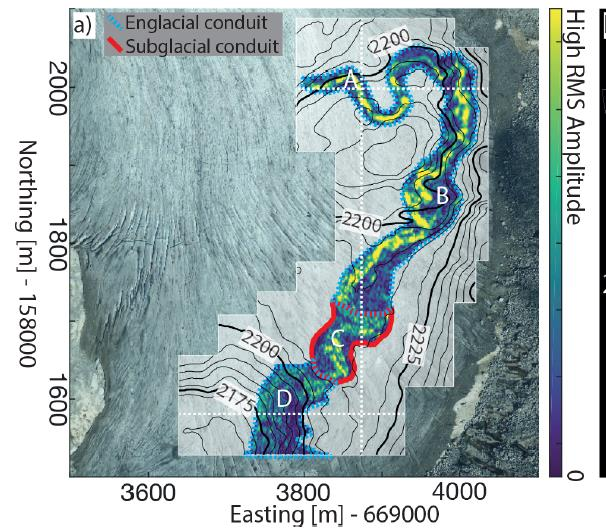 a)
Englacial conduit
Subglacial conduit
2200
A
B
2200
C
2200
2225
2175
D
2000
1800
1600
Northing [m] - 158000
3600
3800
4000
Easting [m] - 669000
High RMS Amplitude
0